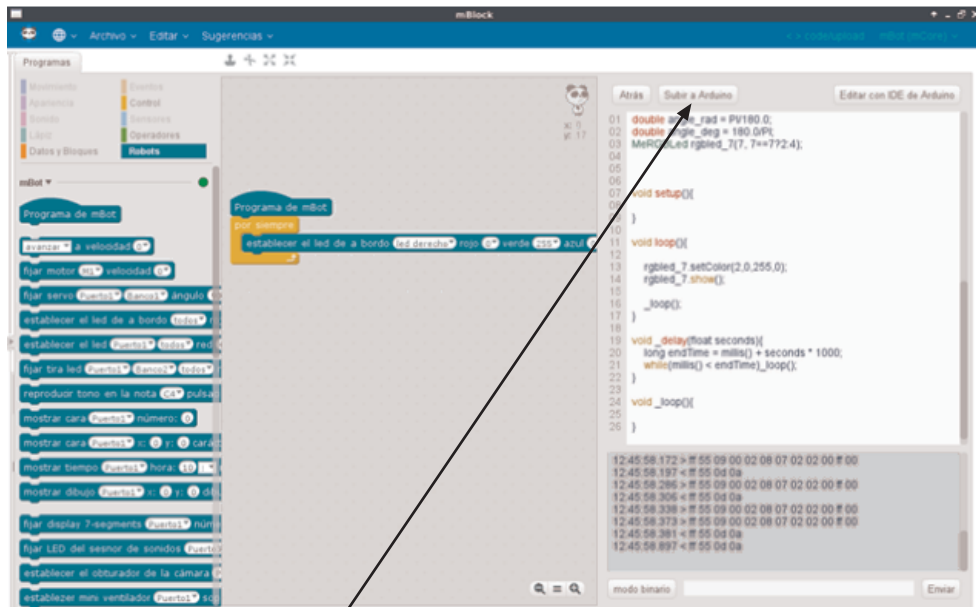 mBlock
Archivo Editar Sugerencias
< > code/upload mBot (mCore)
Programas
Movimiento
Eventos
Apariencia
Control
Sonido
Sensores
Lápiz
Operadores
Datos y Bloques
Robots
mBot
Programa de mBot
avanzar a velocidad 0
fijar motor M1 velocidad 0
fijar servo Puerto1 Banco1 ángulo
establecer el led de a bordo todos
establecer el led Puerto1 todos
fijar tira led Puerto1 Banco2 todos
reproducir tono en la nota C4
mostrar cara Puerto1 número: 0
mostrar cara Puerto1 x: 0 y: 0
mostrar tiempo Puerto1 hora: 10 :
mostrar dibujo Puerto1 x: 0 y: 0
fijar display 7-segments Puerto1
fijar LED del sesnor de sonidos
establecer el obturador de la cámara
establezer mini ventilador Puerto1
x: 0
y: 17
Programa de mBot
por siempre
establecer el led de a bordo led derecho rojo 0 verde 255 azul
Atrás Subir a Arduino Editar con IDE de Arduino
01 double angle_rad = PI/180.0;
02 double angle_deg = 180.0/PI;
03 MeRGBLed rgbled_7(7, 7==7?2:4);
04
05
06
07 void setup(){
08
09 }
10
11 void loop(){
12
13 rgbled_7.setColor(2,0,255,0);
14 rgbled_7.show();
15
16 _loop();
17 }
18
19 void _delay(float seconds){
20 long endTime = millis() + seconds * 1000;
21 while(millis() < endTime)_loop();
22 }
23
24 void _loop(){
25
26 }
12:45:58.172 > ff 55 09 00 02 08 07 02 02 00 ff 00
12:45:58.197 < ff 55 0d 0a
12:45:58.286 > ff 55 09 00 02 08 07 02 02 00 ff 00
12:45:58.306 < ff 55 0d 0a
12:45:58.338 > ff 55 09 00 02 08 07 02 02 00 ff 00
12:45:58.373 > ff 55 09 00 02 08 07 02 02 00 ff 00
12:45:58.381 < ff 55 0d 0a
12:45:58.897 < ff 55 0d 0a
modo binario
Enviar